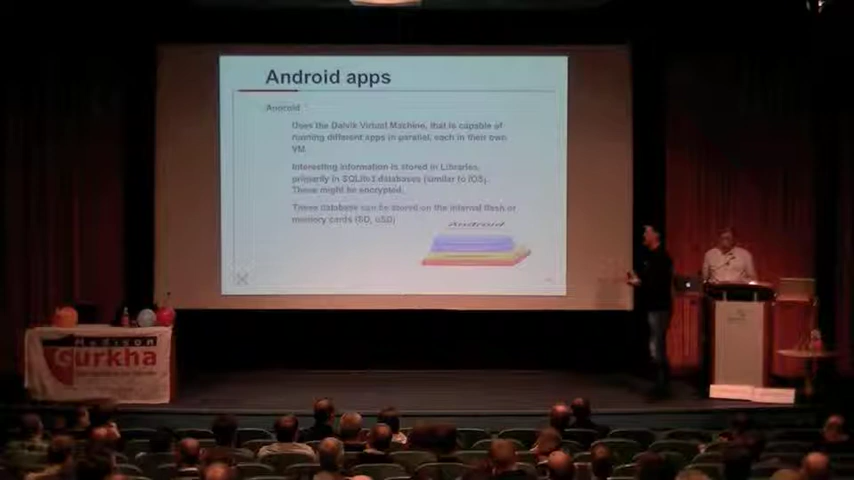 Android apps
Android
Uses the Dalvik Virtual Machine, that is capable of
running different apps in parallel, each in their own
VM.
Interesting information is stored in Libraries,
primarily in SQLite3 databases (similar to iOS).
These might be encrypted.
These database can be stored on the internal flash or
memory cards (SD, uSD)
Android
Madison
Gurkha